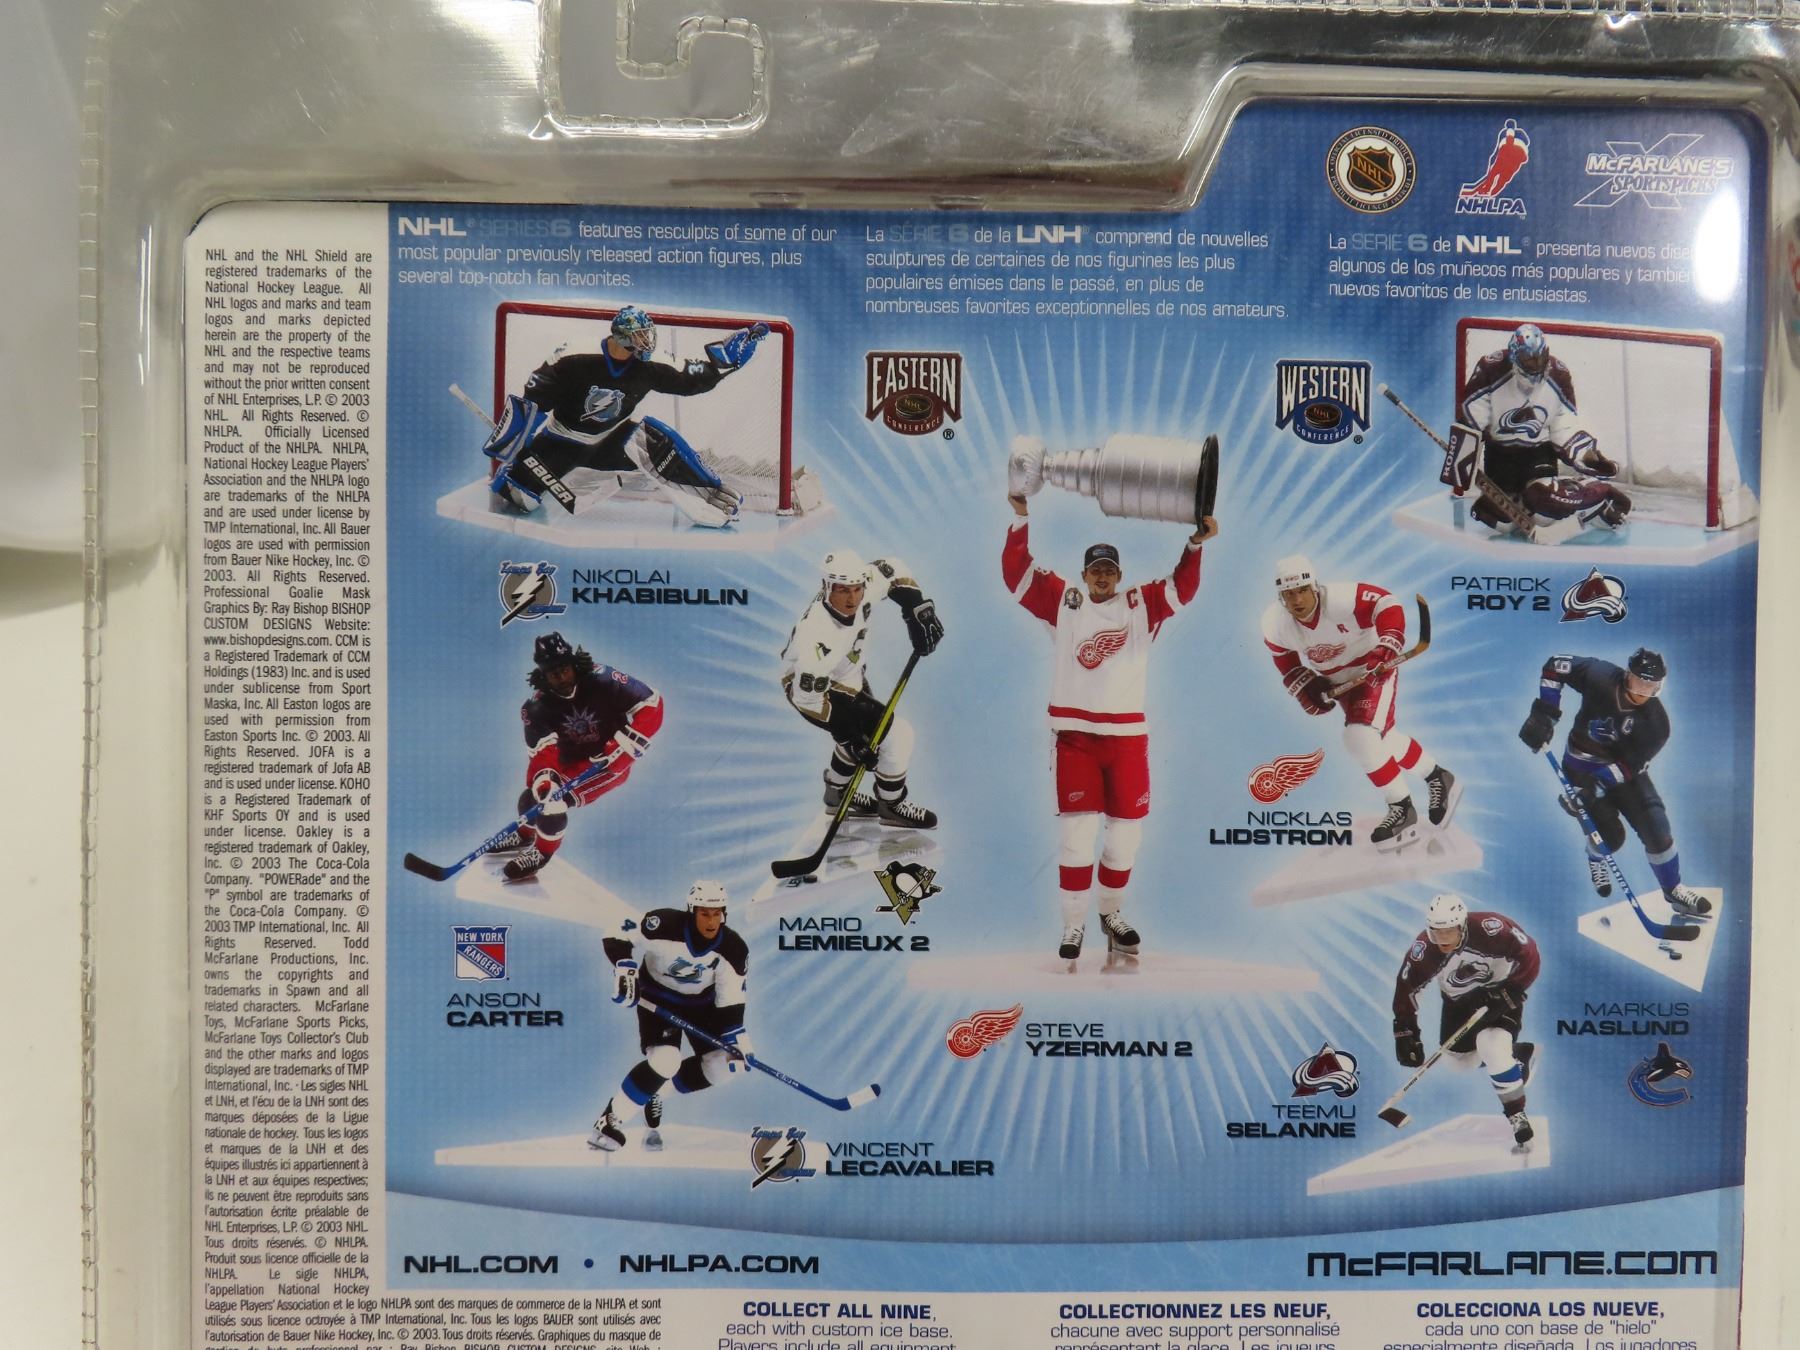 NHL and the NHL Shield are
registered trademarks of the
National Hockey League. All
NHL logos and marks and team
logos and marks depicted
herein are the property of the
NHL and the respective teams
and may not be reproduced
without the prior written consent
of NHL Enterprises, L.P. © 2003
NHL. All Rights Reserved. ©
NHLPA. Officially Licensed
Product of the NHLPA. NHLPA,
National Hockey League Players'
Association and the NHLPA logo
are trademarks of the NHLPA
and are used under license by
TMP International, Inc. All Bauer
logos are used with permission
from Bauer Nike Hockey, Inc. ©
2003. All Rights Reserved.
Professional Goalie Mask
Graphics By: Ray Bishop BISHOP
CUSTOM DESIGNS Website:
www.bishopdesigns.com. CCM is
a Registered Trademark of CCM
Holdings (1983) Inc. and is used
under sublicense from Sport
Maska, Inc. All Easton logos are
used with permission from
Easton Sports Inc. © 2003. All
Rights Reserved. JOFA is a
registered trademark of Jofa AB
and is used under license. KOHO
is a Registered Trademark of
KHF Sports OY and is used
under license. Oakley is a
registered trademark of Oakley,
Inc. © 2003 The Coca-Cola
Company. "POWERade" and the
"P" symbol are trademarks of
the Coca-Cola Company. ©
2003 TMP International, Inc. All
Rights Reserved. Todd
McFarlane Productions, Inc.
owns the copyrights and
trademarks in Spawn and all
related characters. McFarlane
Toys, McFarlane Sports Picks,
McFarlane Toys Collector's Club
and the other marks and logos
displayed are trademarks of TMP
International, Inc. · Les sigles NHL
et LNH, et l'écu de la LNH sont des
marques déposées de la Ligue
nationale de hockey. Tous les logos
et marques de la LNH et des
équipes illustrés ici appartiennent à
la LNH et aux équipes respectives;
ils ne peuvent être reproduits sans
l'autorisation écrite préalable de
NHL Enterprises, L.P. © 2003 NHL.
Tous droits réservés. © NHLPA.
Produit sous licence officielle de la
NHLPA. Le sigle NHLPA,
l'appellation National Hockey
League Players' Association et le logo NHLPA sont des marques de commerce de la NHLPA et sont
utilisés sous licence octroyée à TMP International, Inc. Tous les logos BAUER sont utilisés avec
l'autorisation de Bauer Nike Hockey, Inc. © 2003. Tous droits réservés. Graphiques du masque de
NHL® SERIES 6 features resculpts of some of our
most popular previously released action figures, plus
several top-notch fan favorites.
La SÉRIE 6 de la LNH® comprend de nouvelles
sculptures de certaines de nos figurines les plus
populaires émises dans le passé, en plus de
nombreuses favorites exceptionnelles de nos amateurs.
NHL
NHLPA
McFARLANE'S
SPORTSPICKS
La SERIE 6 de NHL® presenta nuevos
algunos de los muñecos más populares y también
nuevos favoritos de los entusiastas.
EASTERN
NHL
CONFERENCE
®
WESTERN
NHL
CONFERENCE
®
BAUER
BAUER
KOHO
Tampa Bay
NIKOLAI
KHABIBULIN
PATRICK
ROY 2
NICKLAS
LIDSTROM
MARIO
LEMIEUX 2
NEW YORK
RANGERS
ANSON
CARTER
STEVE
YZERMAN 2
MARKUS
NASLUND
TEEMU
SELANNE
Tampa Bay
VINCENT
LECAVALIER
NHL.COM • NHLPA.COM
McFARLANE.COM
COLLECT ALL NINE,
each with custom ice base.
Players include all equipment
COLLECTIONNEZ LES NEUF,
chacune avec support personnalisé
représentant la glace. Les joueurs
COLECCIONA LOS NUEVE,
cada uno con base de "hielo"
especialmente diseñada. Los jugadores